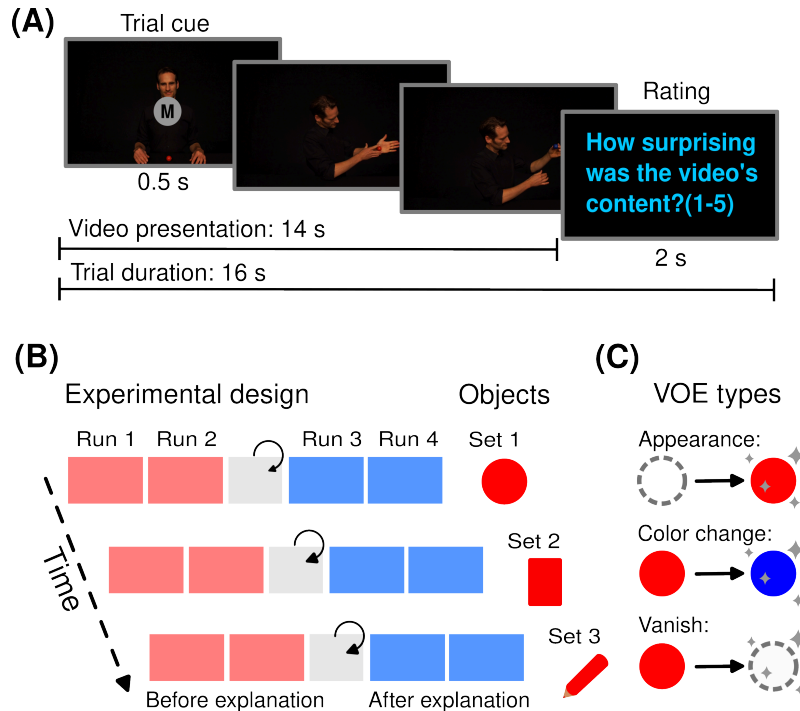 (A)
Trial cue
M
0.5 s
Rating
How surprising
was the video's
content?(1-5)
2 s
Video presentation: 14 s
Trial duration: 16 s
(B)
Experimental design
Objects
Run 1
Run 2
Run 3
Run 4
Set 1
Set 2
Set 3
Time
Before explanation
After explanation
(C)
VOE types
Appearance:
Color change:
Vanish: